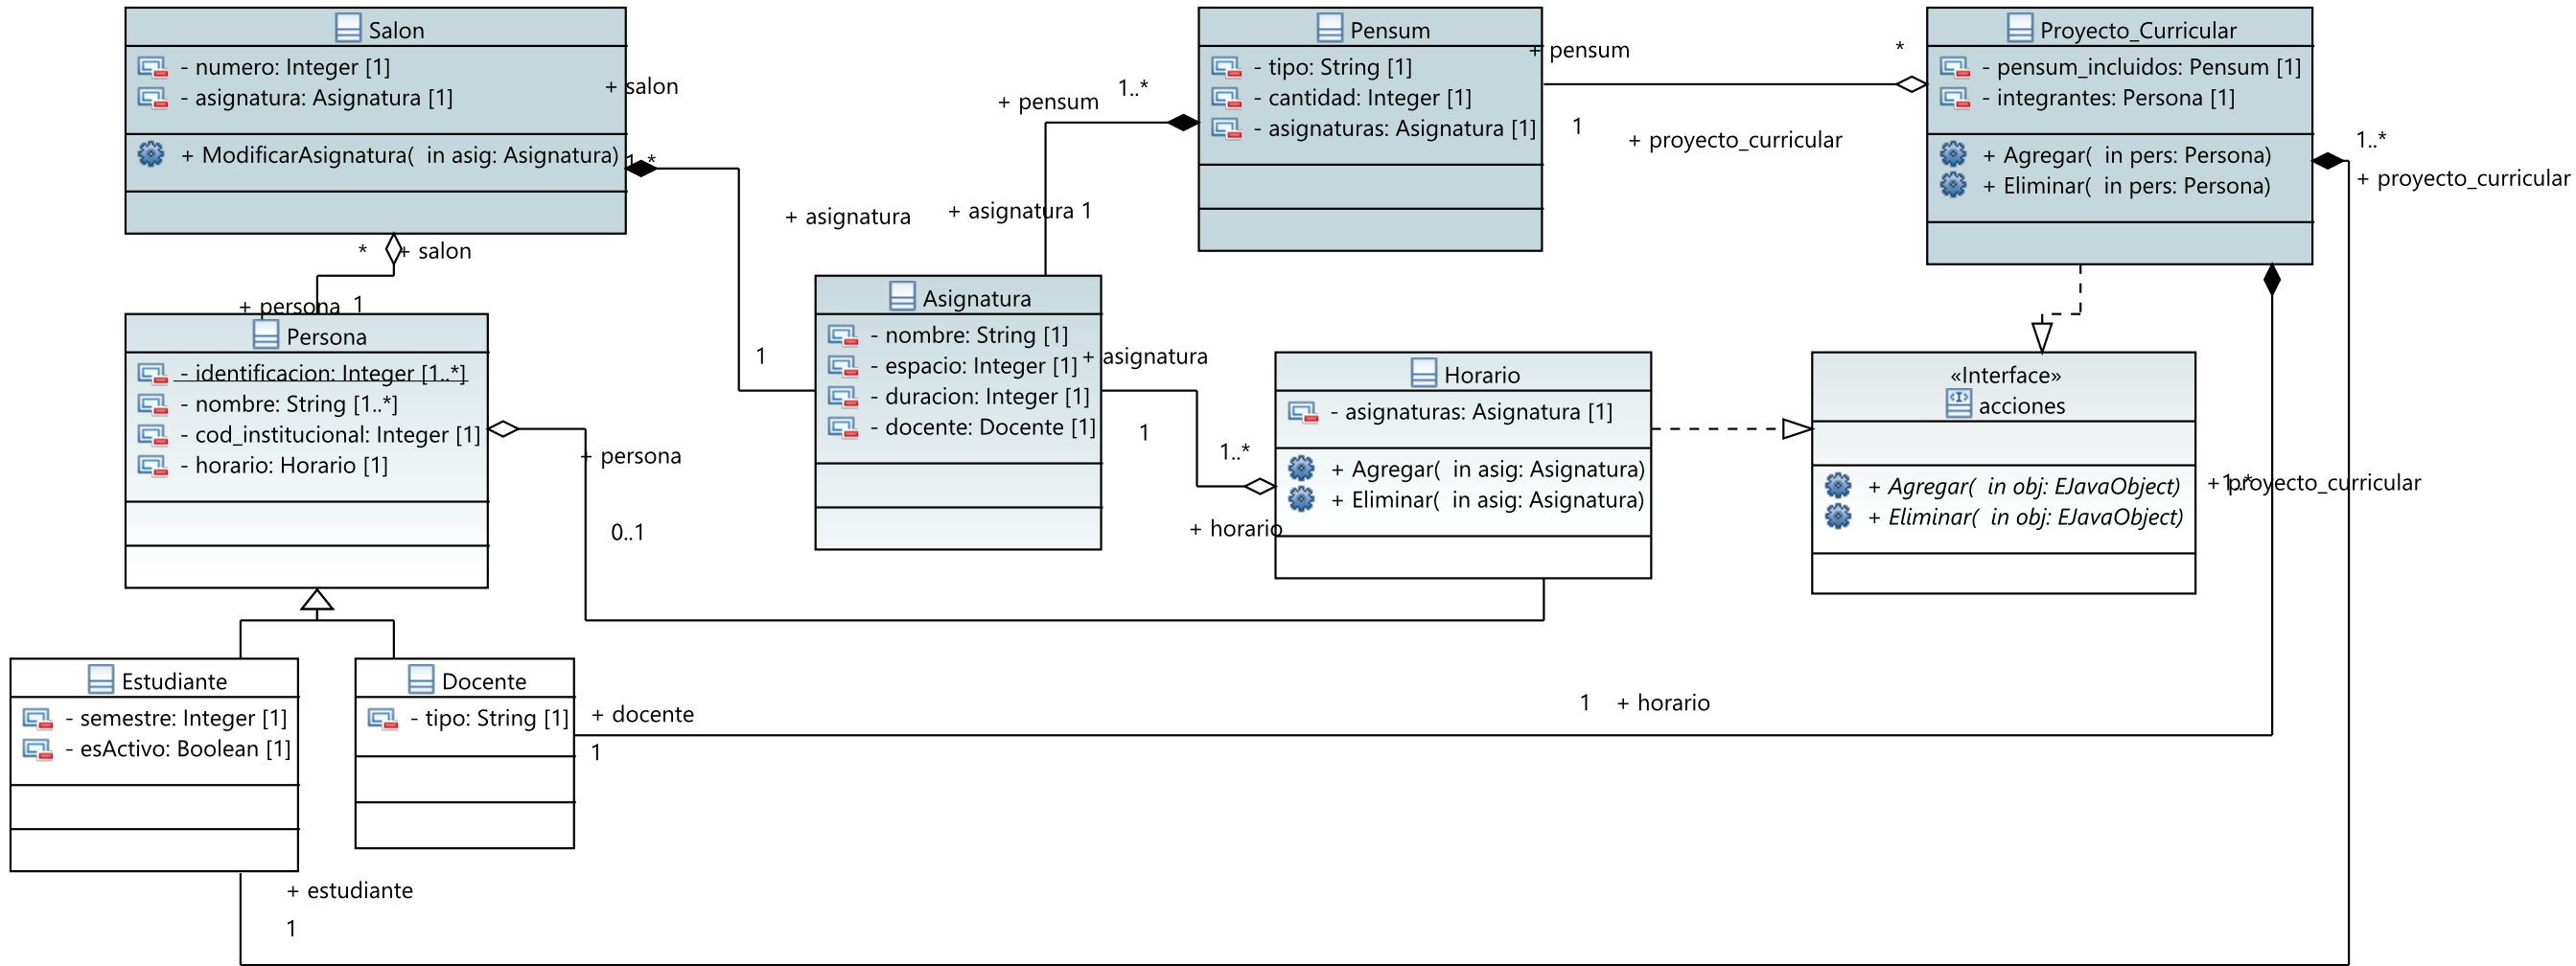 Salon
- numero: Integer [1]
- asignatura: Asignatura [1]
+ ModificarAsignatura(  in asig: Asignatura)
+ salon
1..*
Pensum
- tipo: String [1]
- cantidad: Integer [1]
- asignaturas: Asignatura [1]
+ pensum
1..*
+ pensum
1
*
+ proyecto_curricular
Proyecto_Curricular
- pensum_incluidos: Pensum [1]
- integrantes: Persona [1]
+ Agregar(  in pers: Persona)
+ Eliminar(  in pers: Persona)
1..*
+ proyecto_curricular
+ asignatura
1
+ asignatura 1
* + salon
+ persona 1
Persona
- identificacion: Integer [1..*]
- nombre: String [1..*]
- cod_institucional: Integer [1]
- horario: Horario [1]
+ persona
0..1
Asignatura
- nombre: String [1]
- espacio: Integer [1]
- duracion: Integer [1]
- docente: Docente [1]
+ asignatura
1
1..*
+ horario
Horario
- asignaturas: Asignatura [1]
+ Agregar(  in asig: Asignatura)
+ Eliminar(  in asig: Asignatura)
«Interface»
acciones
+ Agregar(  in obj: EJavaObject)
+ Eliminar(  in obj: EJavaObject)
1..*
+ proyecto_curricular
Estudiante
- semestre: Integer [1]
- esActivo: Boolean [1]
Docente
- tipo: String [1]
+ docente
1
1 + horario
+ estudiante
1